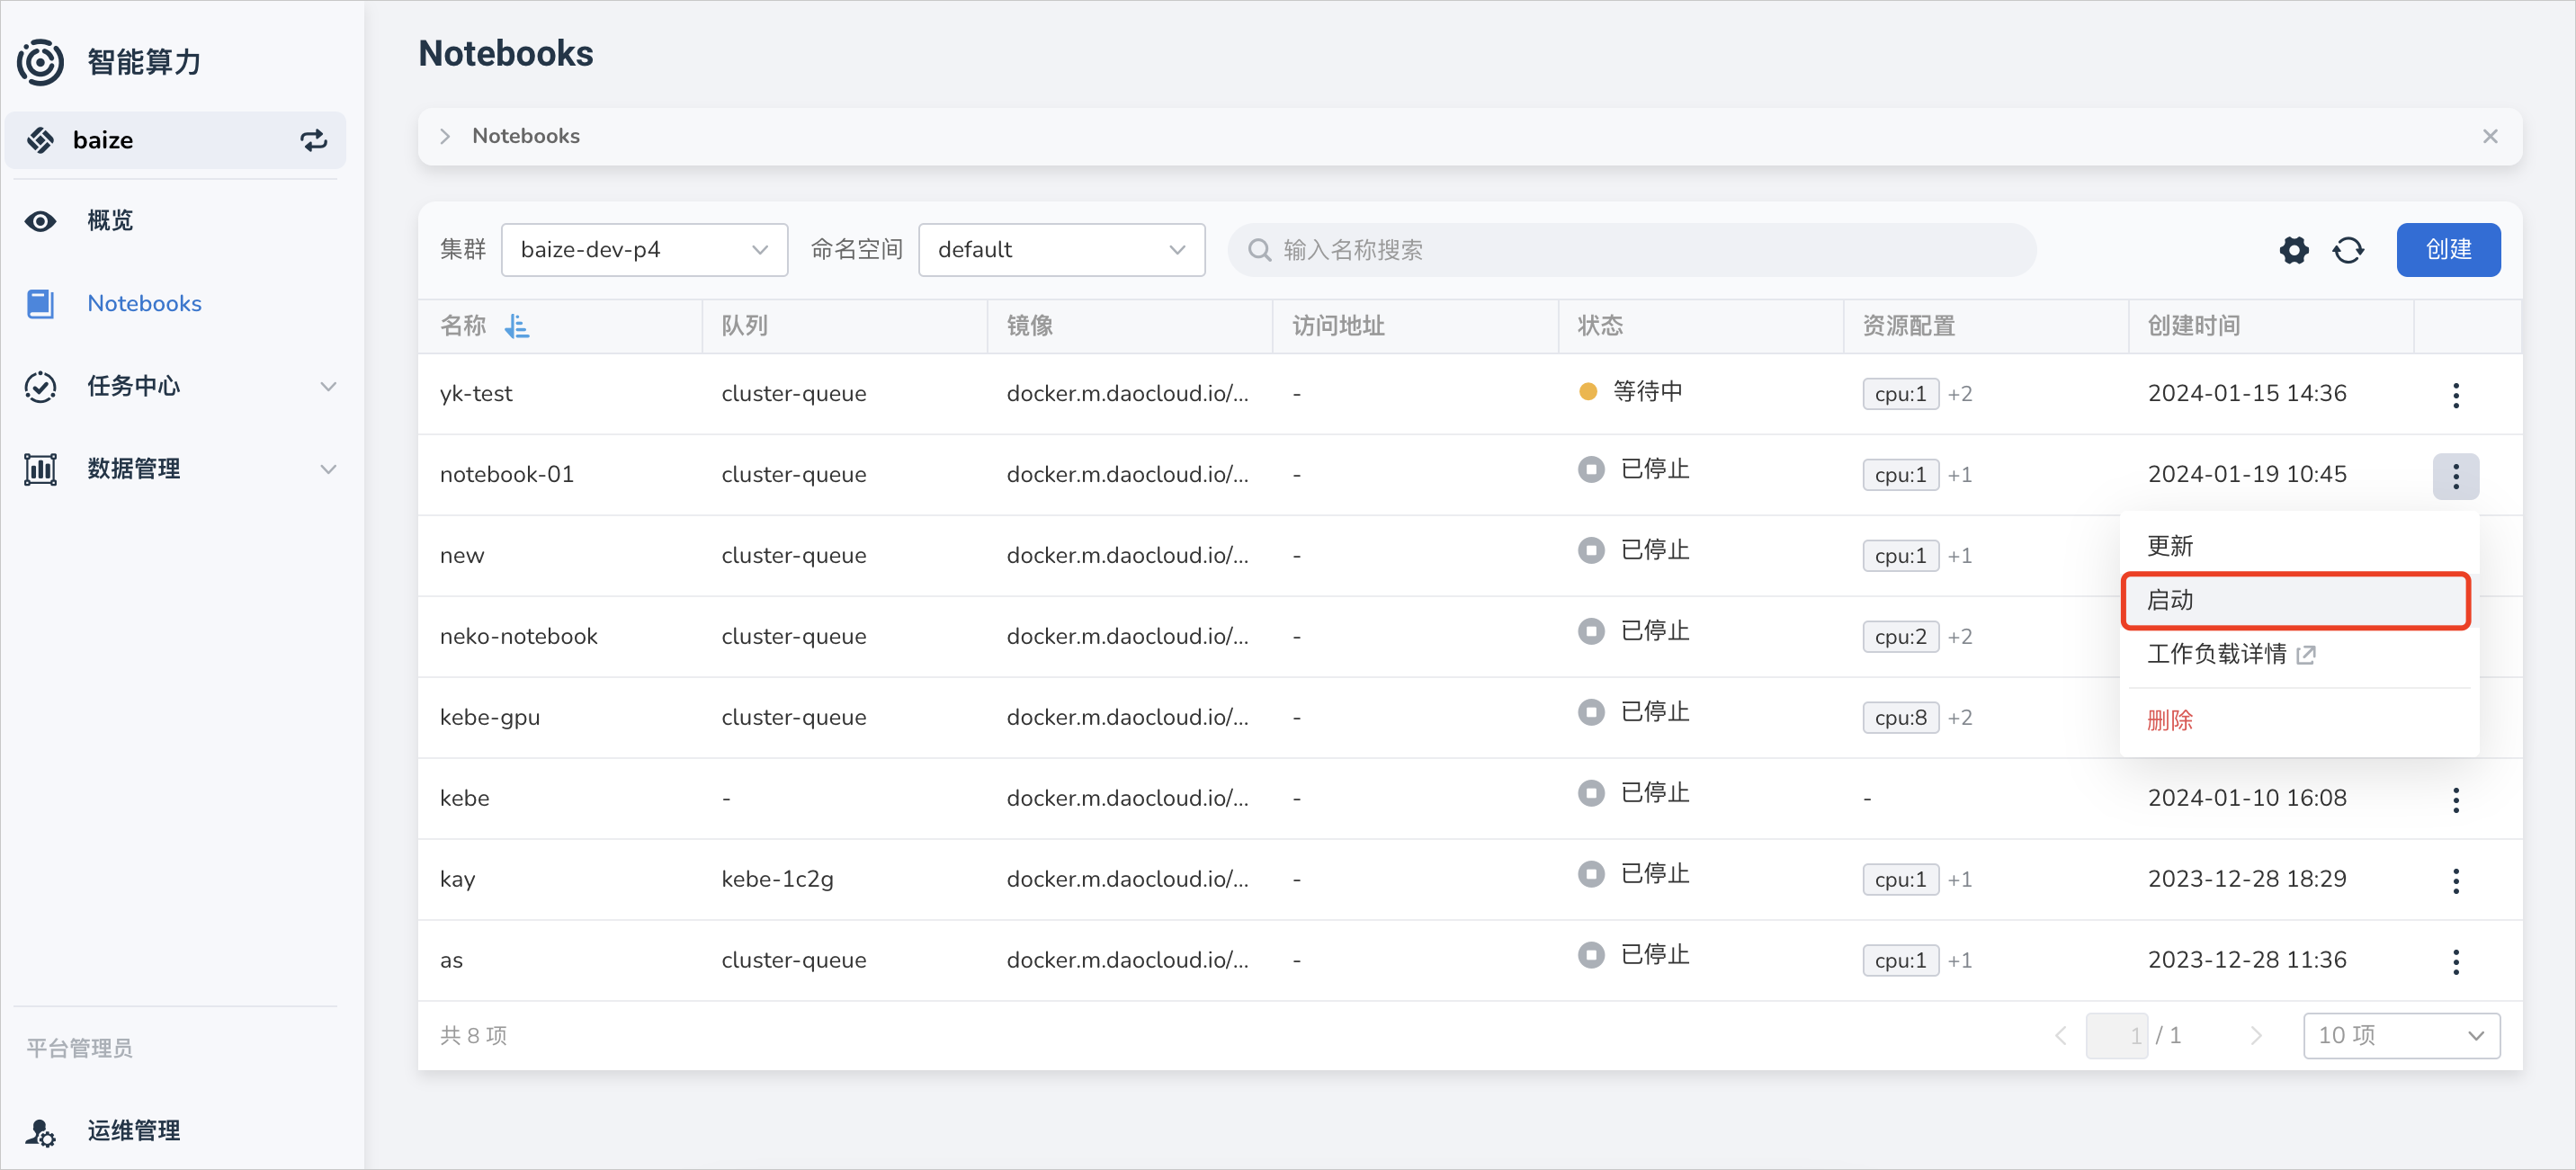 智能算力
baize
概览
Notebooks
任务中心
数据管理
平台管理员
运维管理
Notebooks
Notebooks
集群 baize-dev-p4 命名空间 default 输入名称搜索 创建
名称 队列 镜像 访问地址 状态 资源配置 创建时间
yk-test cluster-queue docker.m.daocloud.io/... - 等待中 cpu:1 +2 2024-01-15 14:36
notebook-01 cluster-queue docker.m.daocloud.io/... - 已停止 cpu:1 +1 2024-01-19 10:45
new cluster-queue docker.m.daocloud.io/... - 已停止 cpu:1 +1
neko-notebook cluster-queue docker.m.daocloud.io/... - 已停止 cpu:2 +2
kebe-gpu cluster-queue docker.m.daocloud.io/... - 已停止 cpu:8 +2
更新
启动
工作负载详情
删除
kebe - docker.m.daocloud.io/... - 已停止 - 2024-01-10 16:08
kay kebe-1c2g docker.m.daocloud.io/... - 已停止 cpu:1 +1 2023-12-28 18:29
as cluster-queue docker.m.daocloud.io/... - 已停止 cpu:1 +1 2023-12-28 11:36
共 8 项 1 / 1 10 项